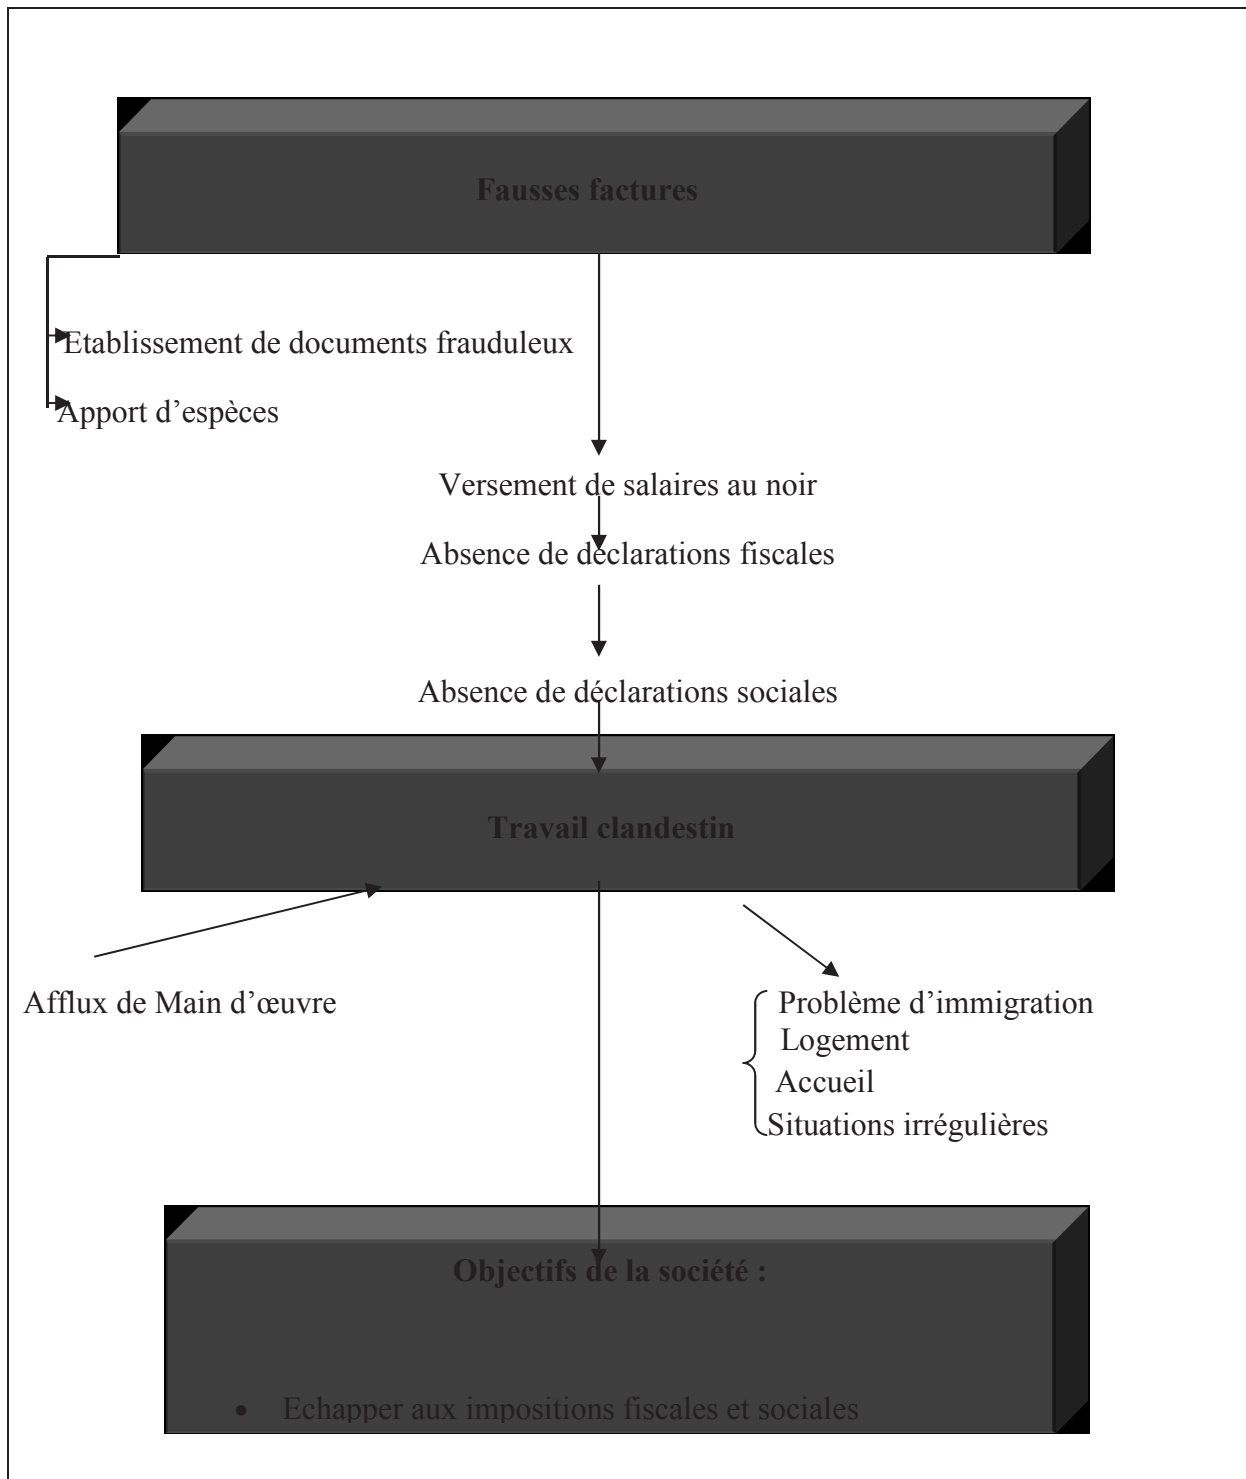 Fausses factures
Etablissement de documents frauduleux
Apport d’espèces
Versement de salaires au noir
Absence de déclarations fiscales
Absence de déclarations sociales
Travail clandestin
Afflux de Main d’œuvre
Problème d’immigration
Logement
Accueil
Situations irrégulières
Objectifs de la société :
• Echapper aux impositions fiscales et sociales